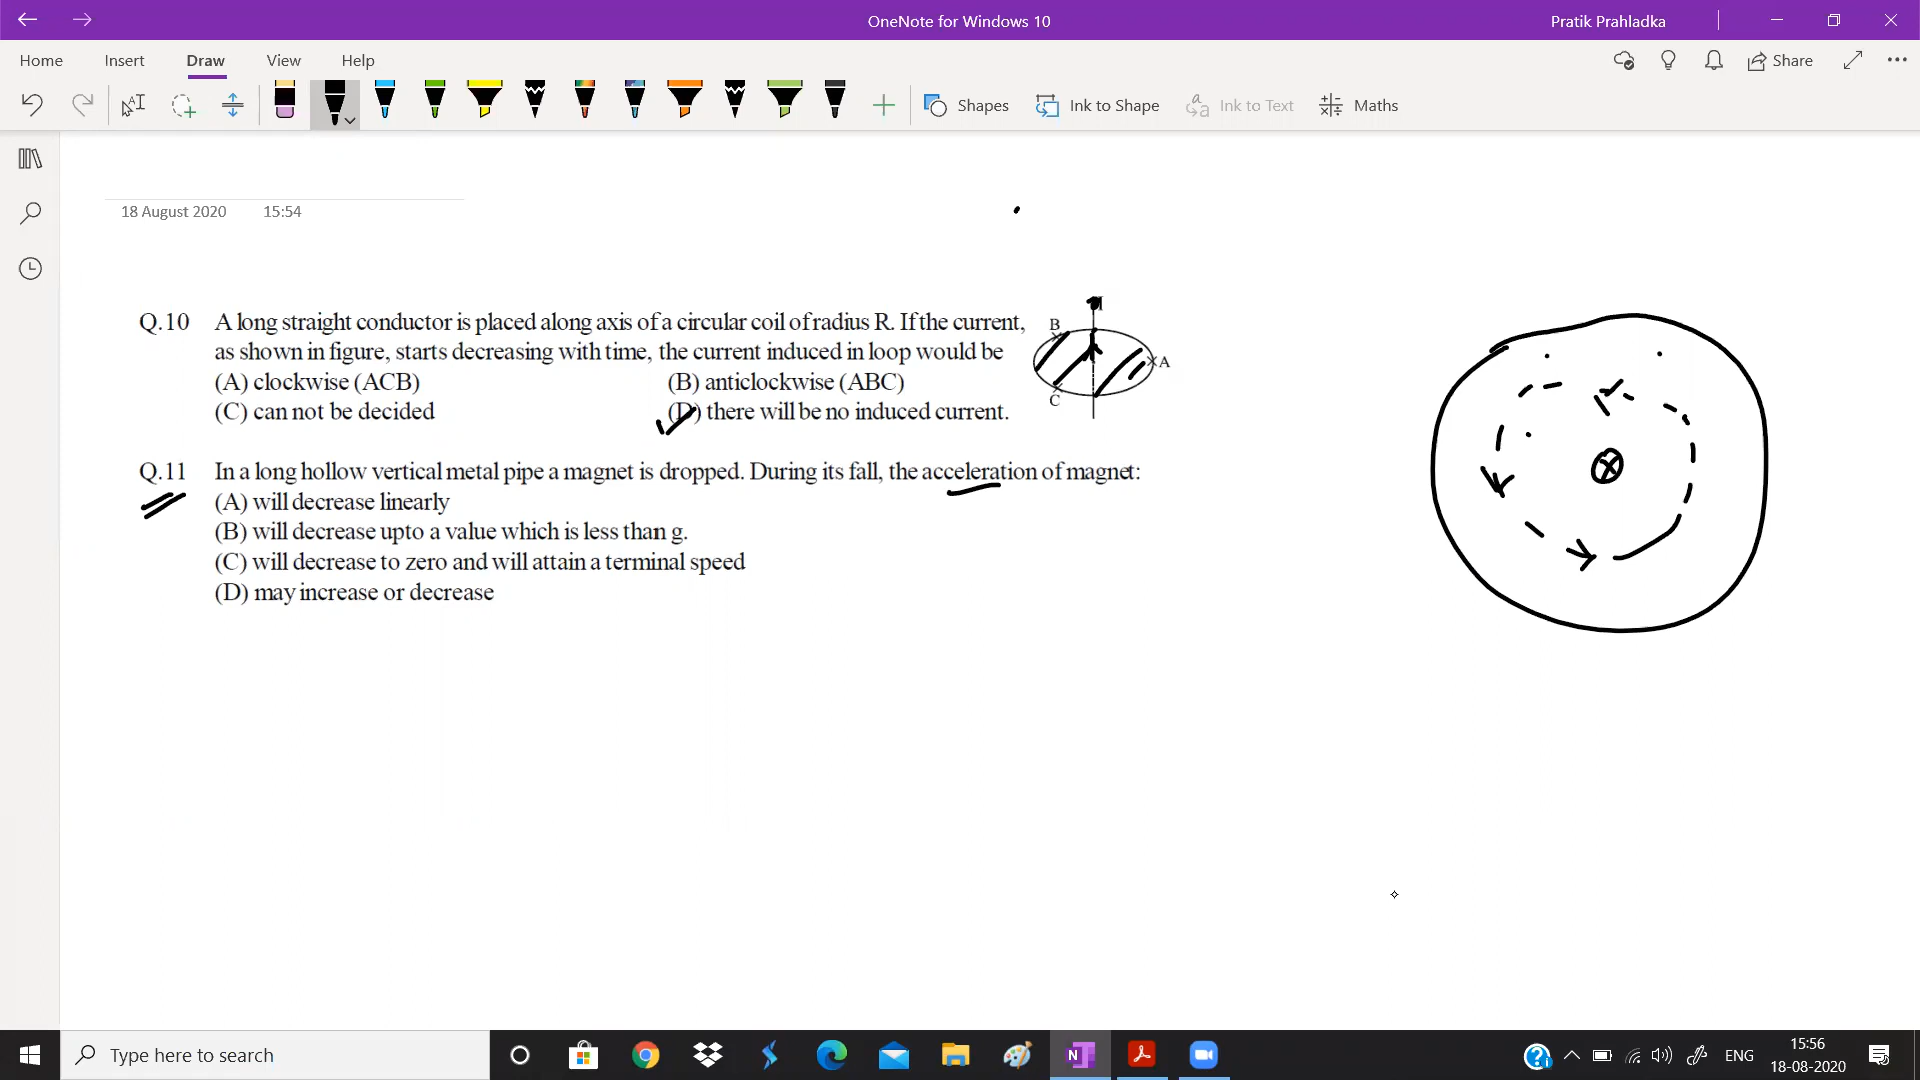 OneNote for Windows 10
Pratik Prahladka
Home Insert Draw View Help
Share
Shapes Ink to Shape Ink to Text Maths
18 August 2020 15:54
Q.10 A long straight conductor is placed along axis of a circular coil of radius R. If the current,
as shown in figure, starts decreasing with time, the current induced in loop would be
(A) clockwise (ACB) (B) anticlockwise (ABC)
(C) can not be decided (D) there will be no induced current.
I
B
A
C
Q.11 In a long hollow vertical metal pipe a magnet is dropped. During its fall, the acceleration of magnet:
(A) will decrease linearly
(B) will decrease upto a value which is less than g.
(C) will decrease to zero and will attain a terminal speed
(D) may increase or decrease
Type here to search
ENG
15:56
18-08-2020